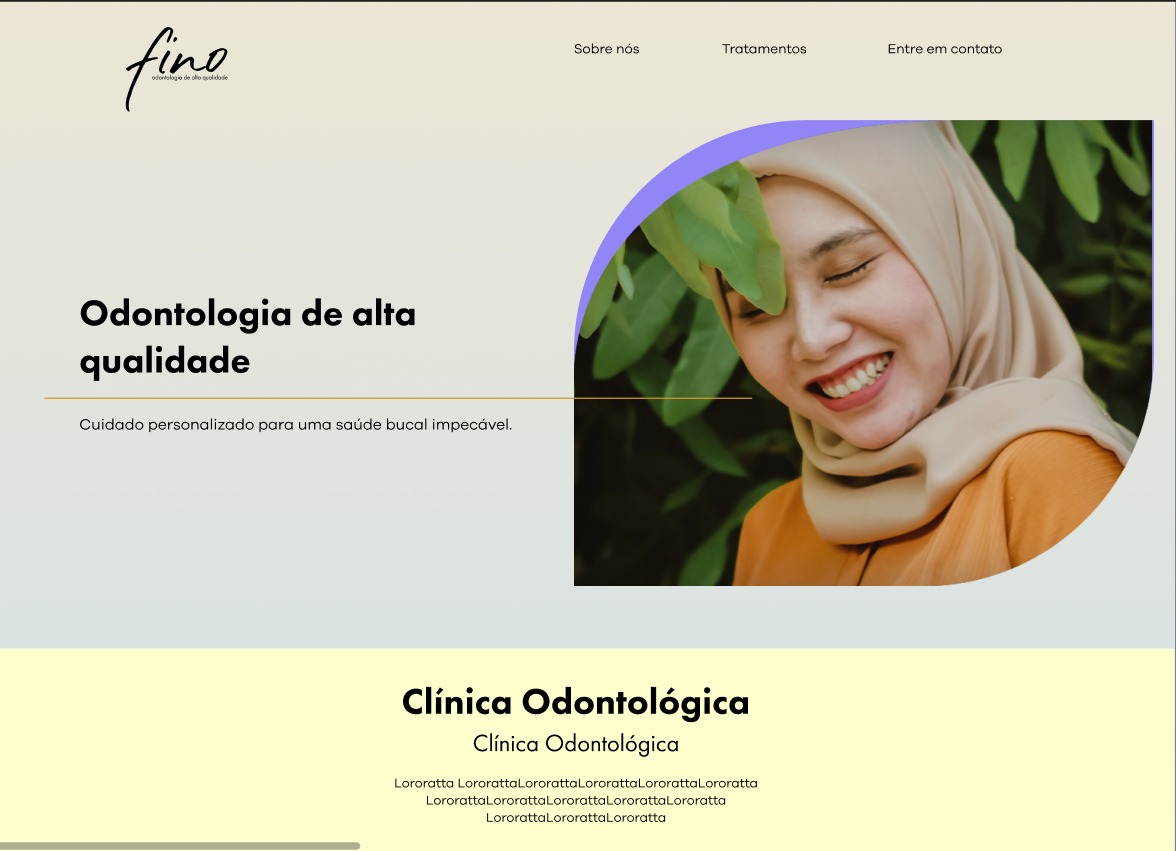 fino
odontologia de alta qualidade
Sobre nós
Tratamentos
Entre em contato
Odontologia de alta
qualidade
Cuidado personalizado para uma saúde bucal impecável.
Clínica Odontológica
Clínica Odontológica
Lororatta LororattaLororattaLororattaLororattaLororatta
LororattaLororattaLororattaLororattaLororatta
LororattaLororattaLororatta